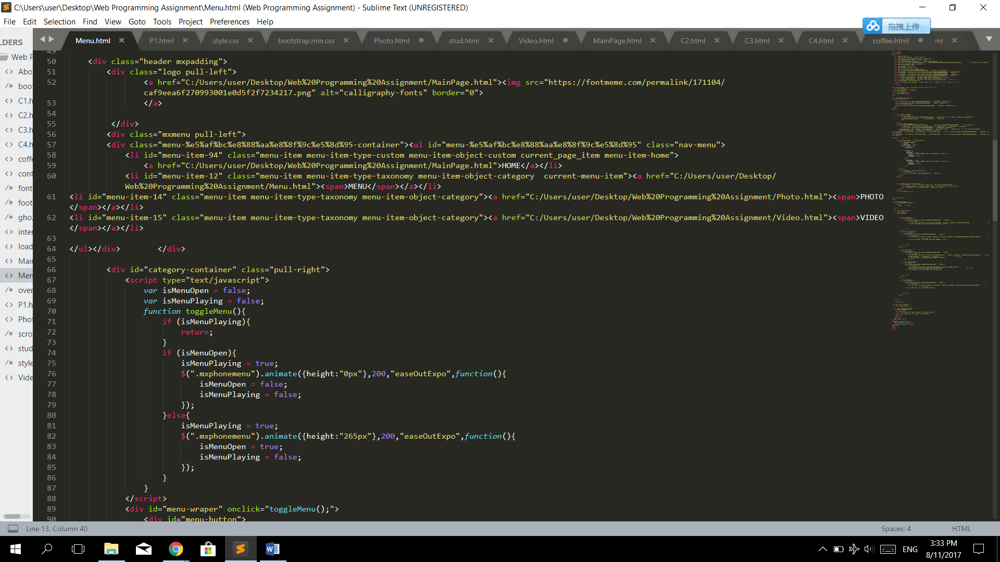 C:\Users\user\Desktop\Web Programming Assignment\Menu.html (Web Programming Assignment) - Sublime Text (UNREGISTERED)
File Edit Selection Find View Goto Tools Project Preferences Help
拖拽上传
LDERS
Menu.html P1.html style.css bootstrap.min.css Photo.html stud.html Video.html MainPage.html C2.html C3.html C4.html coffee.html ml
Web P
<> Abo
/* boot
<> C1.h
<> C2.h
<> C3.h
<> C4.h
<> coffe
<> cont
/* font
/* foot
/* gho
<> inter
<> load
<> Mair
<> Men
/* over
<> P1.h
<> Phot
/* scro
<> stud
/* style
<> Vide
49
50 <div class="header mxpadding">
51 <div class="logo pull-left">
52 <a href="C:/Users/user/Desktop/Web%20Programming%20Assignment/MainPage.html"><img src="https://fontmeme.com/permalink/171104/
caf9eea6f270993001e0d5f2f7234217.png" alt="calligraphy-fonts" border="0">
53 </a>
54
55 </div>
56 <div class="mxmenu pull-left">
57 <div class="menu-%e5%af%bc%e8%88%aa%e8%8f%9c%e5%8d%95-container"><ul id="menu-%e5%af%bc%e8%88%aa%e8%8f%9c%e5%8d%95" class="nav-menu">
58 <li id="menu-item-94" class="menu-item menu-item-type-custom menu-item-object-custom current_page_item menu-item-home">
59 <a href="C:/Users/user/Desktop/Web%20Programming%20Assignment/MainPage.html">HOME</a></li>
60 <li id="menu-item-12" class="menu-item menu-item-type-taxonomy menu-item-object-category  current-menu-item"><a href="C:/Users/user/Desktop/
Web%20Programming%20Assignment/Menu.html"><span>MENU</span></a></li>
61 <li id="menu-item-14" class="menu-item menu-item-type-taxonomy menu-item-object-category"><a href="C:/Users/user/Desktop/Web%20Programming%20Assignment/Photo.html"><span>PHOTO
</span></a></li>
62 <li id="menu-item-15" class="menu-item menu-item-type-taxonomy menu-item-object-category"><a href="C:/Users/user/Desktop/Web%20Programming%20Assignment/Video.html"><span>VIDEO
</span></a></li>
63
64 </ul></div> </div>
65
66 <div id="category-container" class="pull-right">
67 <script type="text/javascript">
68 var isMenuOpen = false;
69 var isMenuPlaying = false;
70 function toggleMenu(){
71 if (isMenuPlaying){
72 return;
73 }
74 if (isMenuOpen){
75 isMenuPlaying = true;
76 $(".mxphonemenu").animate({height:"0px"},200,"easeOutExpo",function(){
77 isMenuOpen = false;
78 isMenuPlaying = false;
79 });
80 }else{
81 isMenuPlaying = true;
82 $(".mxphonemenu").animate({height:"265px"},200,"easeOutExpo",function(){
83 isMenuOpen = true;
84 isMenuPlaying = false;
85 });
86 }
87 }
88 </script>
89 <div id="menu-wraper" onclick="toggleMenu();">
90 <div id="menu-button">
Line 13, Column 40 Spaces: 4 HTML
ENG 3:33 PM
8/11/2017